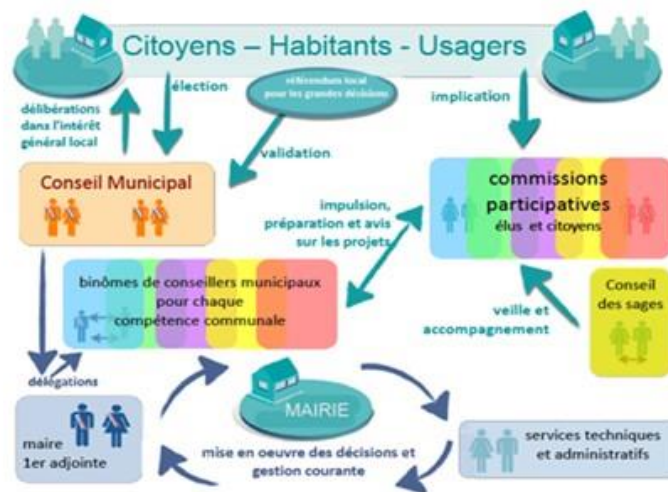 Citoyens – Habitants - Usagers
délibérations
dans l'intérêt
général local
élection
référendum local
pour les grandes décisions
implication
validation
Conseil Municipal
commissions
participatives
élus et citoyens
impulsion,
préparation et avis
sur les projets
binômes de conseillers municipaux
pour chaque
compétence communale
Conseil
des sages
veille et
accompagnement
délégations
MAIRIE
maire
1er adjointe
mise en oeuvre des décisions et
gestion courante
services techniques
et administratifs